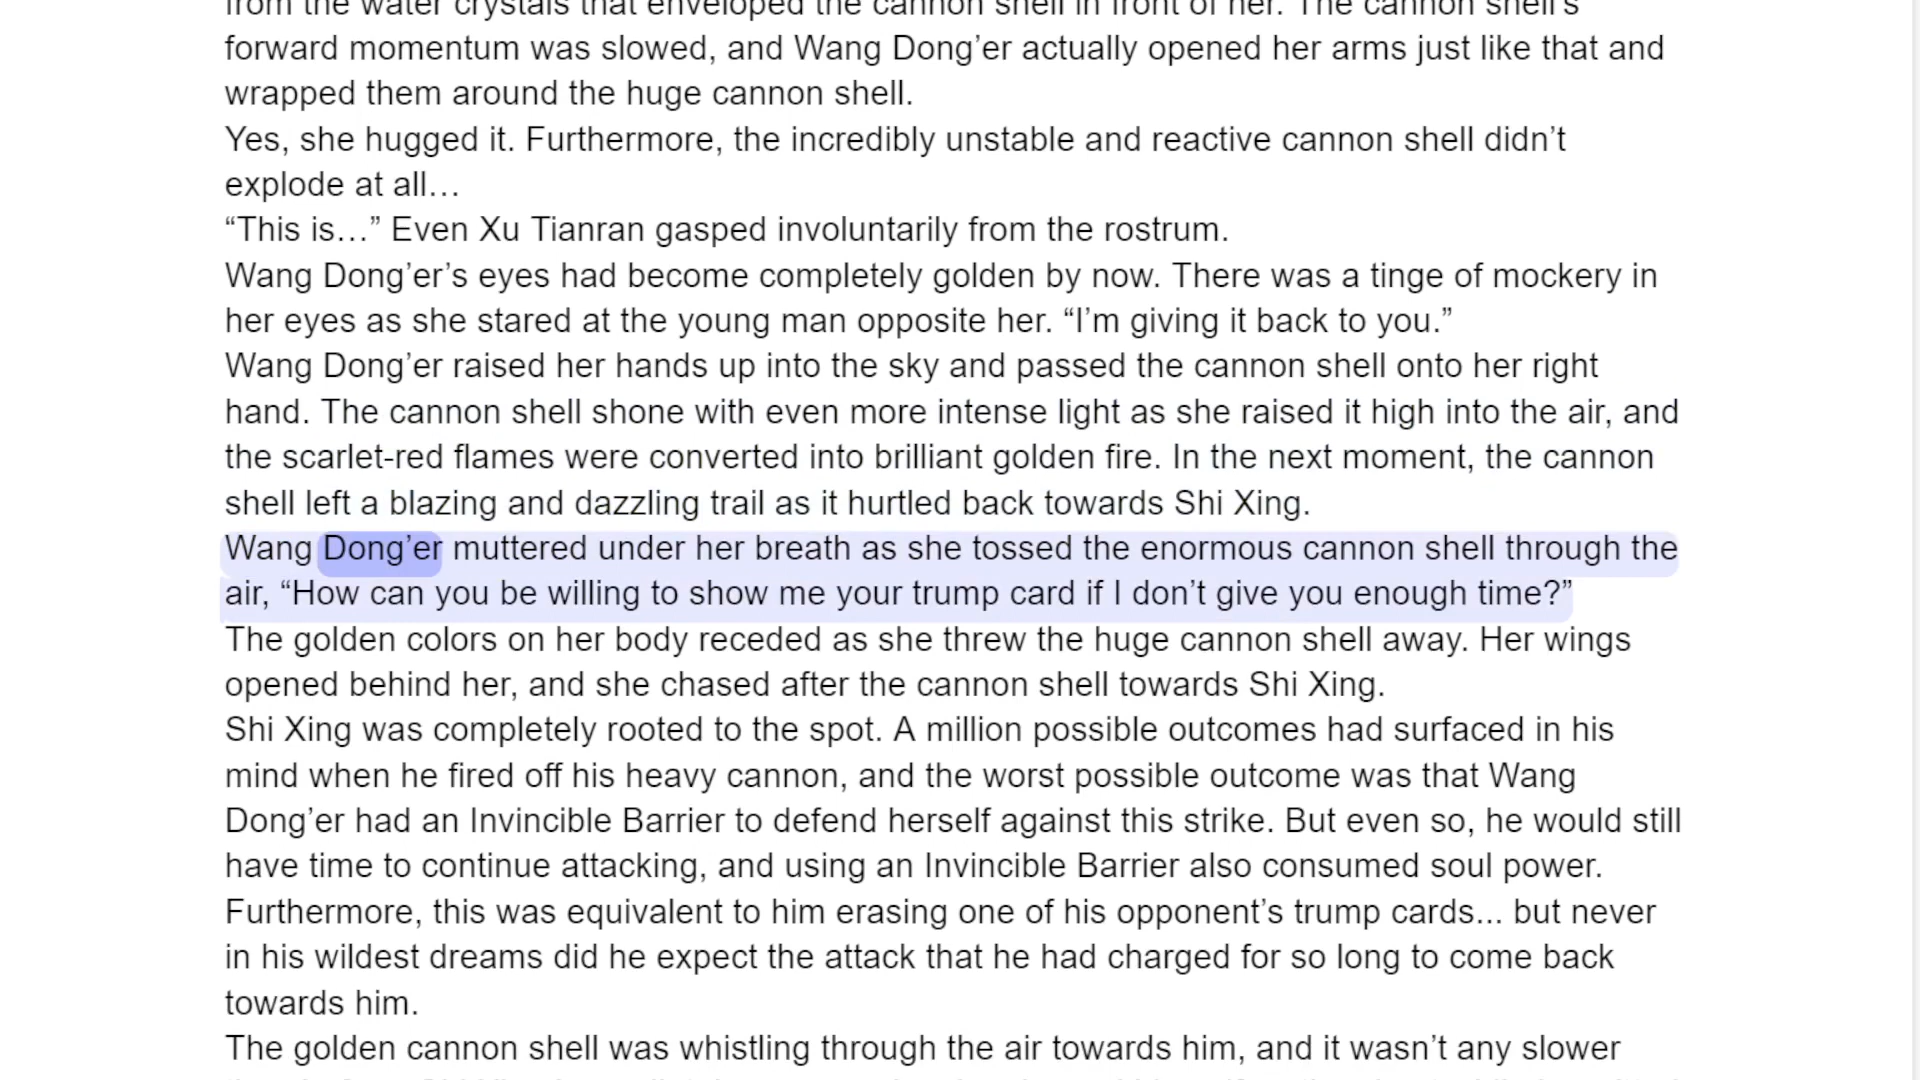 from the water crystals that enveloped the cannon shell in front of her. The cannon shell’s
forward momentum was slowed, and Wang Dong’er actually opened her arms just like that and
wrapped them around the huge cannon shell.
Yes, she hugged it. Furthermore, the incredibly unstable and reactive cannon shell didn’t
explode at all…
“This is…” Even Xu Tianran gasped involuntarily from the rostrum.
Wang Dong’er’s eyes had become completely golden by now. There was a tinge of mockery in
her eyes as she stared at the young man opposite her. “I’m giving it back to you.”
Wang Dong’er raised her hands up into the sky and passed the cannon shell onto her right
hand. The cannon shell shone with even more intense light as she raised it high into the air, and
the scarlet-red flames were converted into brilliant golden fire. In the next moment, the cannon
shell left a blazing and dazzling trail as it hurtled back towards Shi Xing.
Wang Dong’er muttered under her breath as she tossed the enormous cannon shell through the
air, “How can you be willing to show me your trump card if I don’t give you enough time?”
The golden colors on her body receded as she threw the huge cannon shell away. Her wings
opened behind her, and she chased after the cannon shell towards Shi Xing.
Shi Xing was completely rooted to the spot. A million possible outcomes had surfaced in his
mind when he fired off his heavy cannon, and the worst possible outcome was that Wang
Dong’er had an Invincible Barrier to defend herself against this strike. But even so, he would still
have time to continue attacking, and using an Invincible Barrier also consumed soul power.
Furthermore, this was equivalent to him erasing one of his opponent’s trump cards... but never
in his wildest dreams did he expect the attack that he had charged for so long to come back
towards him.
The golden cannon shell was whistling through the air towards him, and it wasn’t any slower